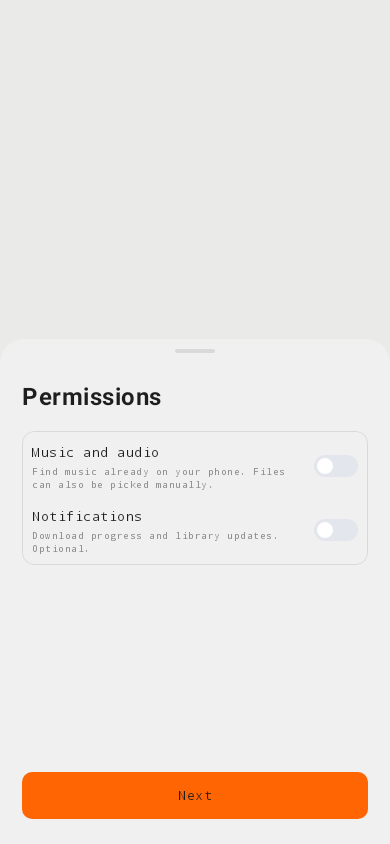 Permissions
Music and audio
Find music already on your phone. Files
can also be picked manually.
Notifications
Download progress and library updates.
Optional.
Next